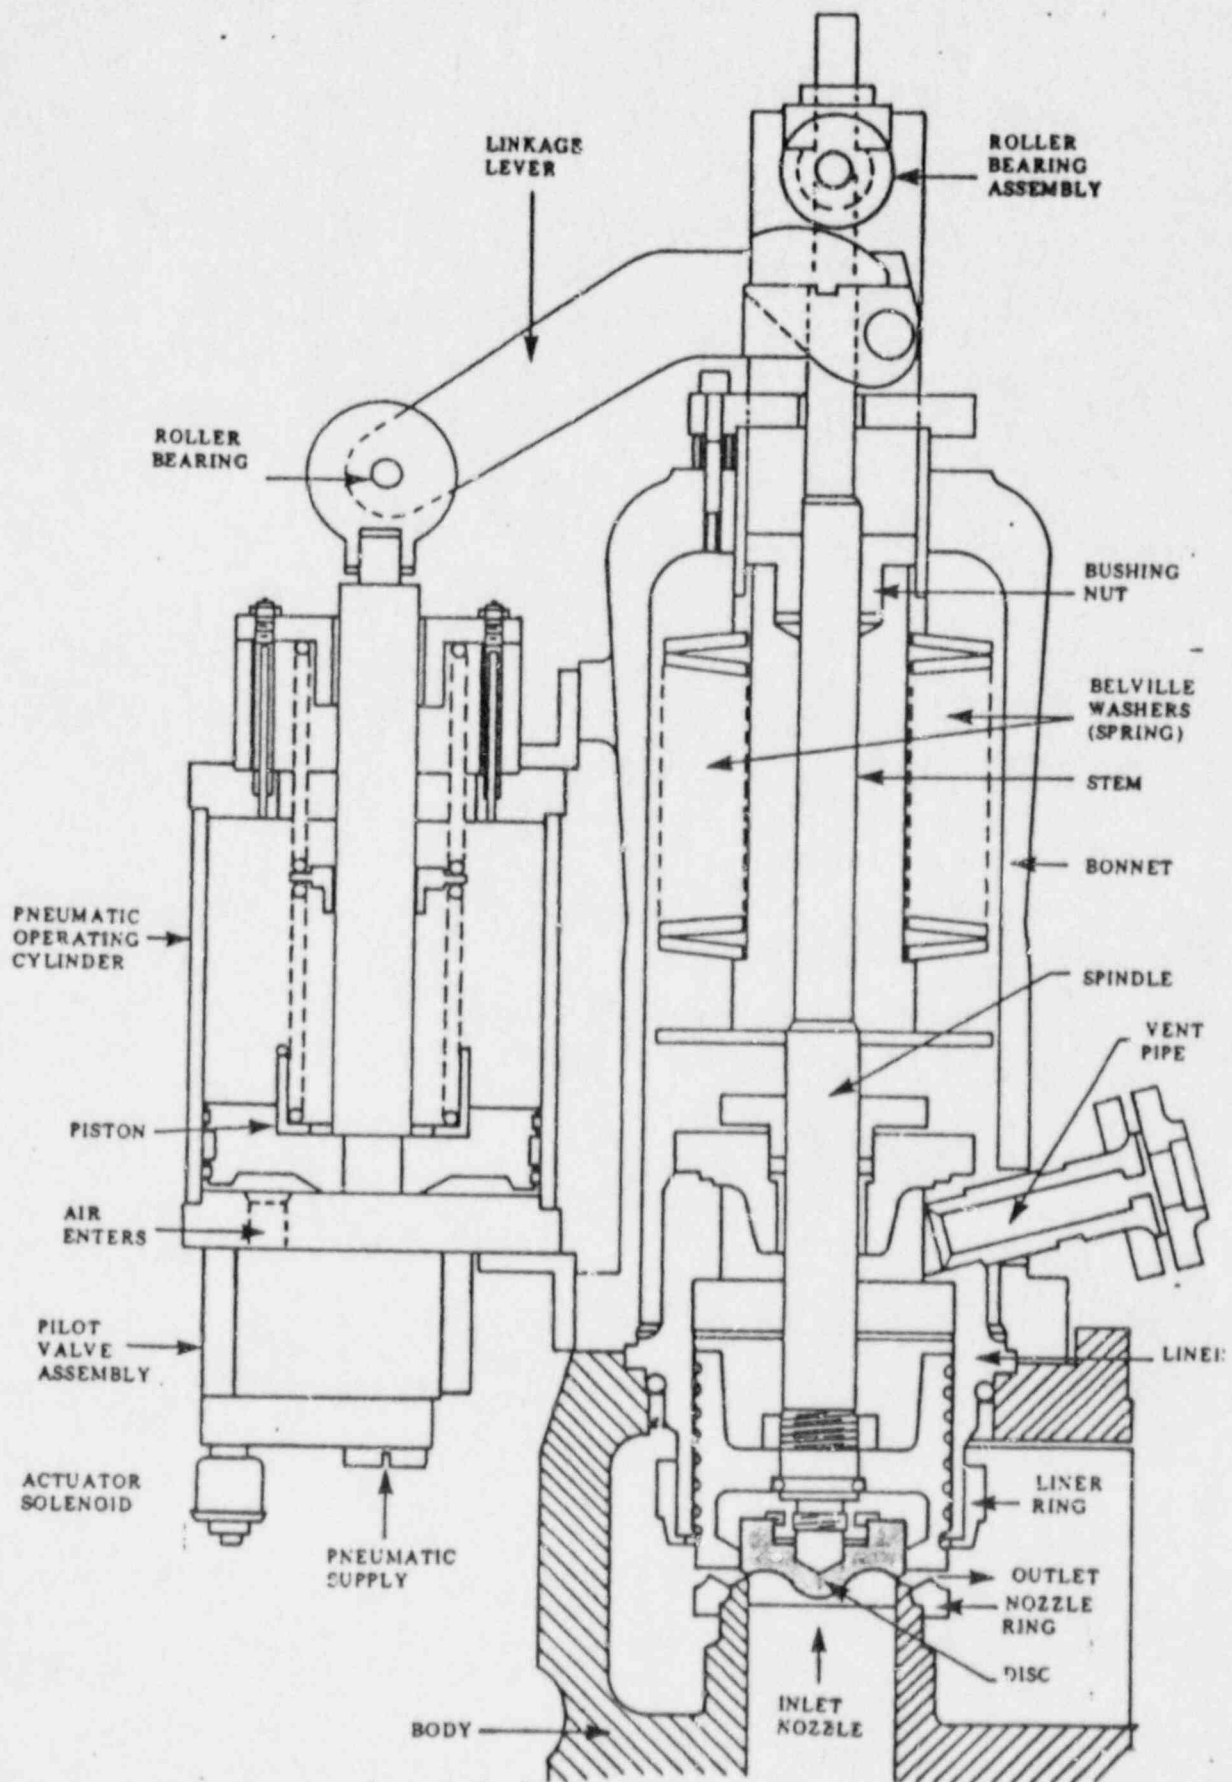 LINKAGE
LEVER
ROLLER
BEARING
ASSEMBLY
ROLLER
BEARING
BUSHING
NUT
BELVILLE
WASHERS
(SPRING)
STEM
BONNET
PNEUMATIC
OPERATING
CYLINDER
SPINDLE
VENT
PIPE
PISTON
AIR
ENTERS
PILOT
VALVE
ASSEMBLY
LINER
ACTUATOR
SOLENOID
LINER
RING
PNEUMATIC
SUPPLY
OUTLET
NOZZLE
RING
DISC
INLET
NOZZLE
BODY